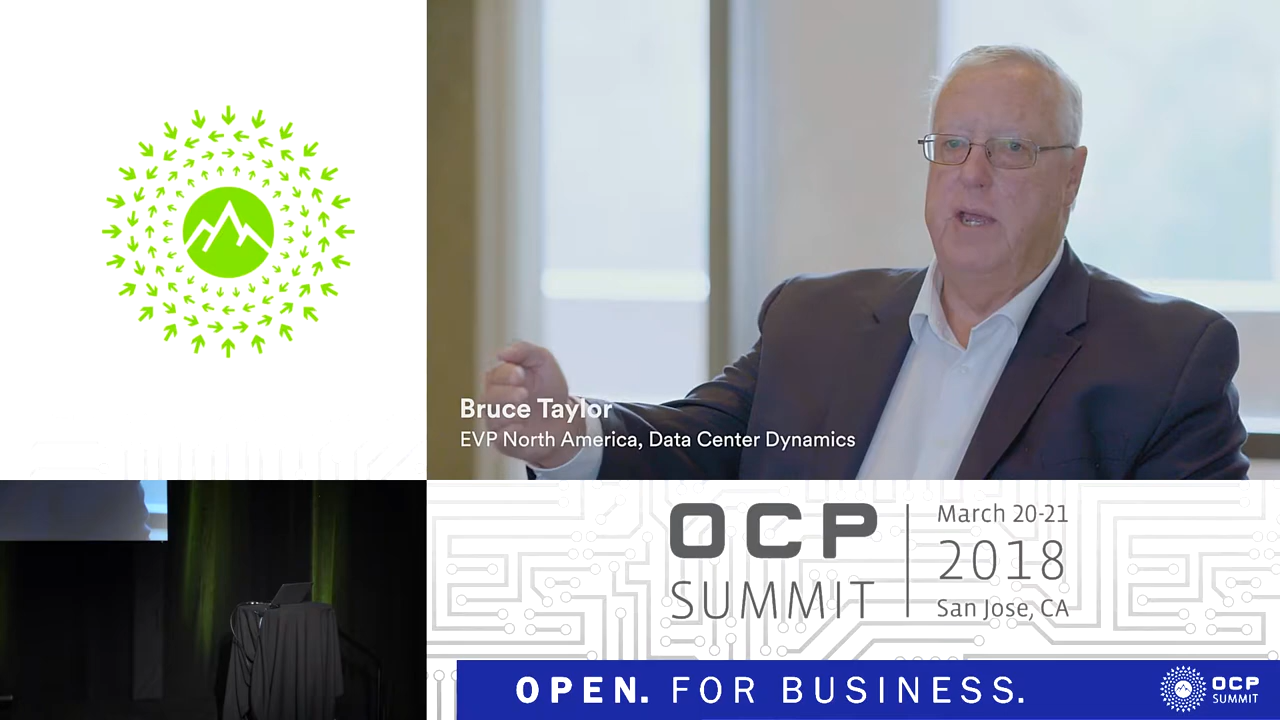 Bruce Taylor
EVP North America, Data Center Dynamics
OCP
SUMMIT
March 20-21
2018
San Jose, CA
OPEN. FOR BUSINESS.
OCP
SUMMIT